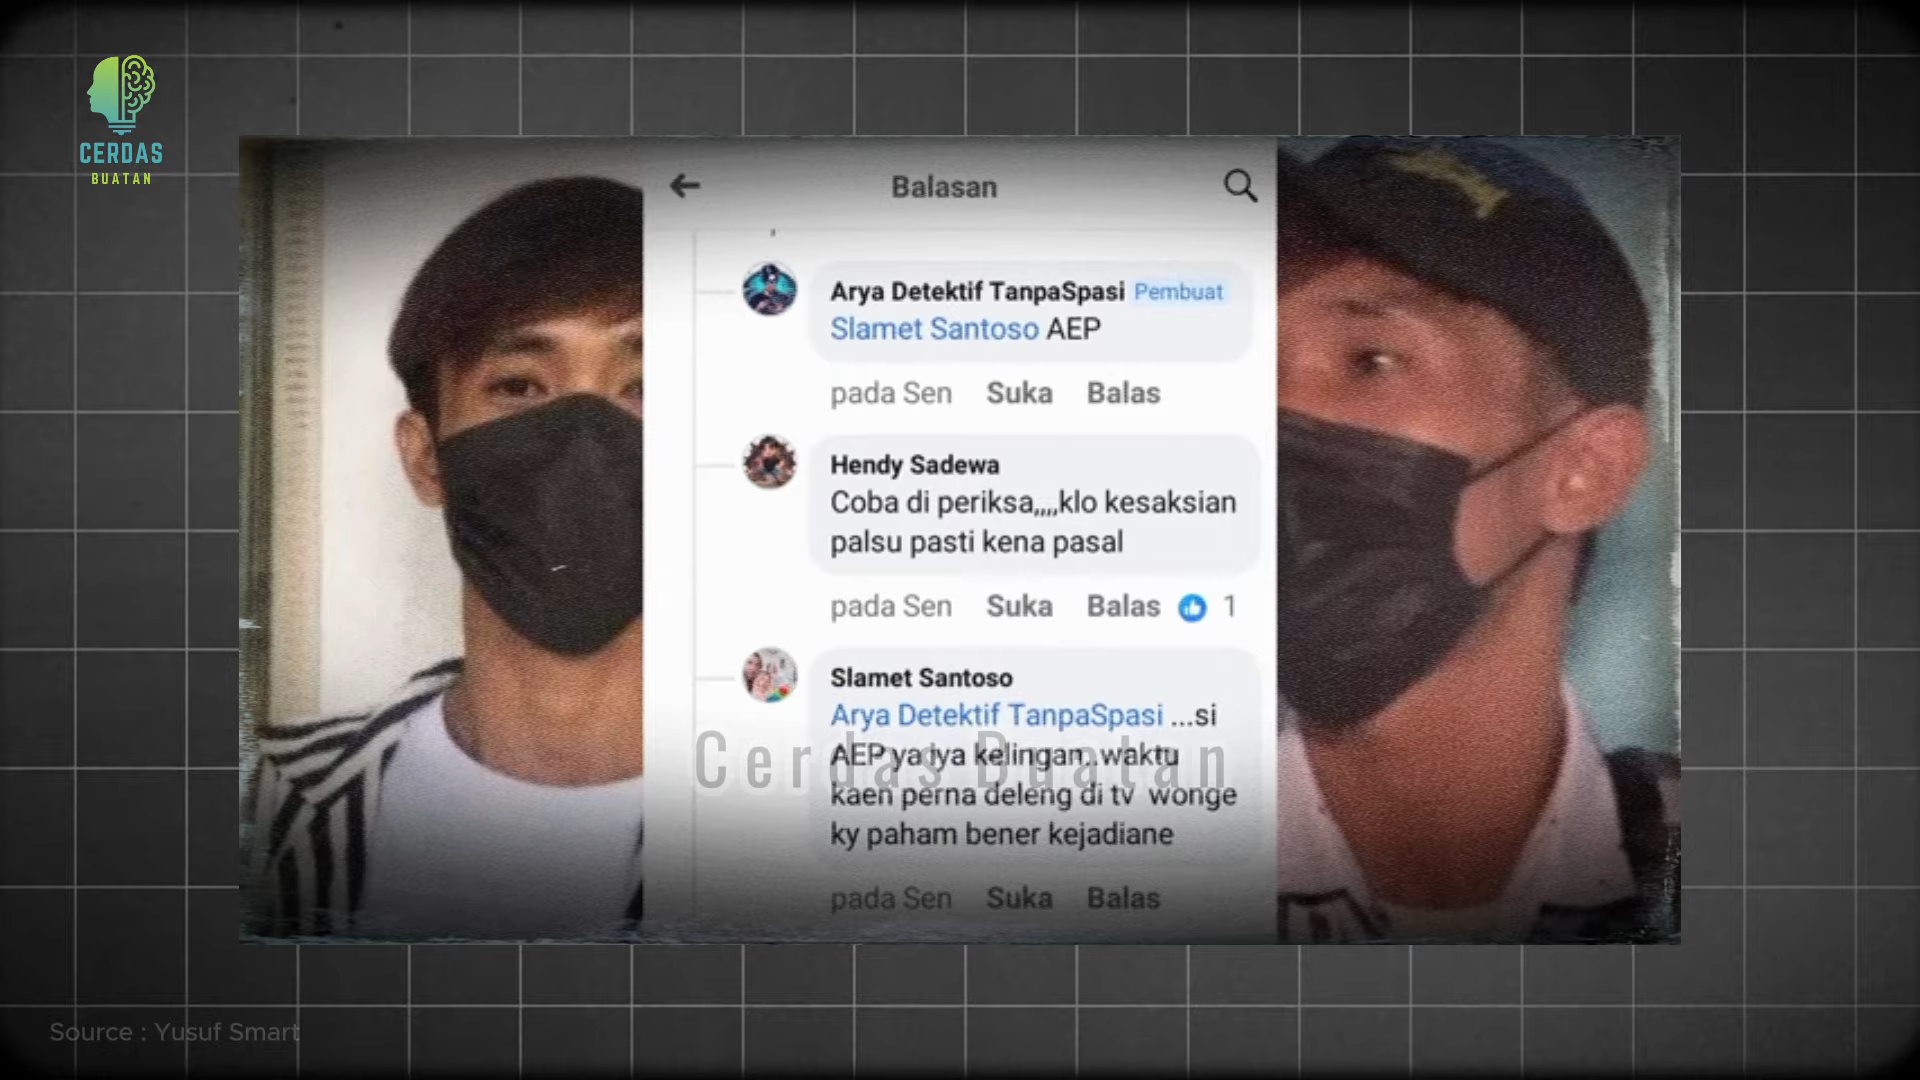 CERDAS
BUATAN
Balasan
Arya Detektif TanpaSpasi Pembuat
Slamet Santoso AEP
pada Sen Suka Balas
Hendy Sadewa
Coba di periksa,,,,klo kesaksian
palsu pasti kena pasal
pada Sen Suka Balas 1
Slamet Santoso
Arya Detektif TanpaSpasi ...si
AEP ya iya kelingan..waktu
kaen perna deleng di tv wonge
ky paham bener kejadiane
pada Sen Suka Balas
Cerdas Buatan
Source : Yusuf Smart